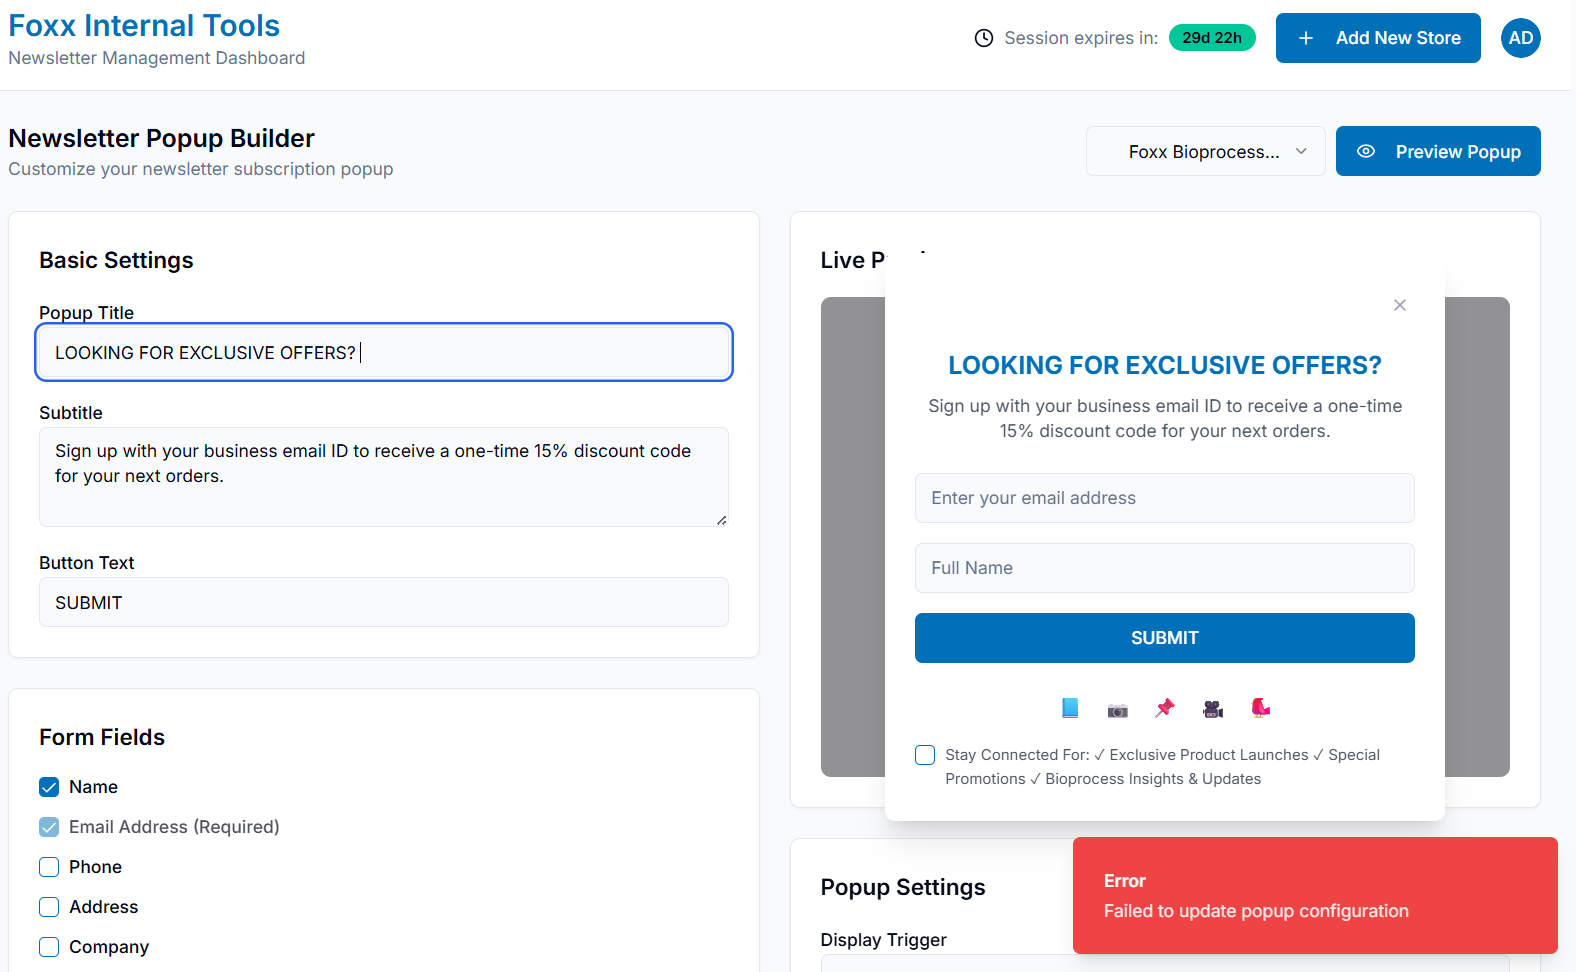 Foxx Internal Tools
Newsletter Management Dashboard
Session expires in:
29d 22h
+ Add New Store
AD
Newsletter Popup Builder
Customize your newsletter subscription popup
Foxx Bioprocess...
Preview Popup
Basic Settings
Popup Title
LOOKING FOR EXCLUSIVE OFFERS?
Subtitle
Sign up with your business email ID to receive a one-time 15% discount code
for your next orders.
Button Text
SUBMIT
Form Fields
Name
Email Address (Required)
Phone
Address
Company
Live
LOOKING FOR EXCLUSIVE OFFERS?
Sign up with your business email ID to receive a one-time
15% discount code for your next orders.
Enter your email address
Full Name
SUBMIT
Stay Connected For: ✓ Exclusive Product Launches ✓ Special
Promotions ✓ Bioprocess Insights & Updates
Popup Settings
Display Trigger
Error
Failed to update popup configuration